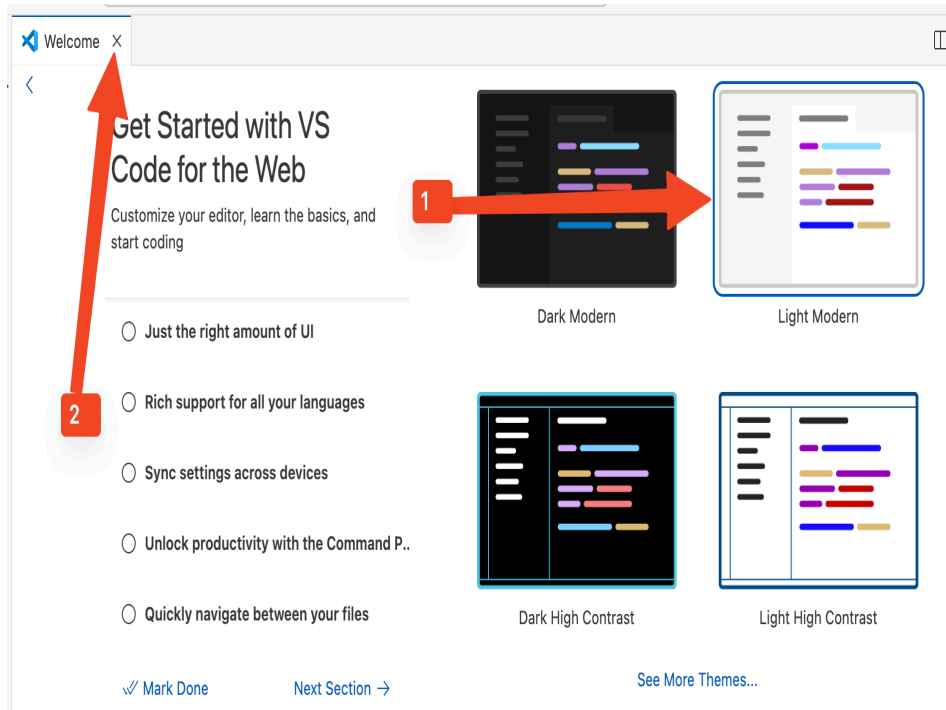 Welcome
Get Started with VS
Code for the Web
Customize your editor, learn the basics, and
start coding
Just the right amount of UI
Rich support for all your languages
Sync settings across devices
Unlock productivity with the Command P..
Quickly navigate between your files
Mark Done
Next Section
1
2
Dark Modern
Light Modern
Dark High Contrast
Light High Contrast
See More Themes...